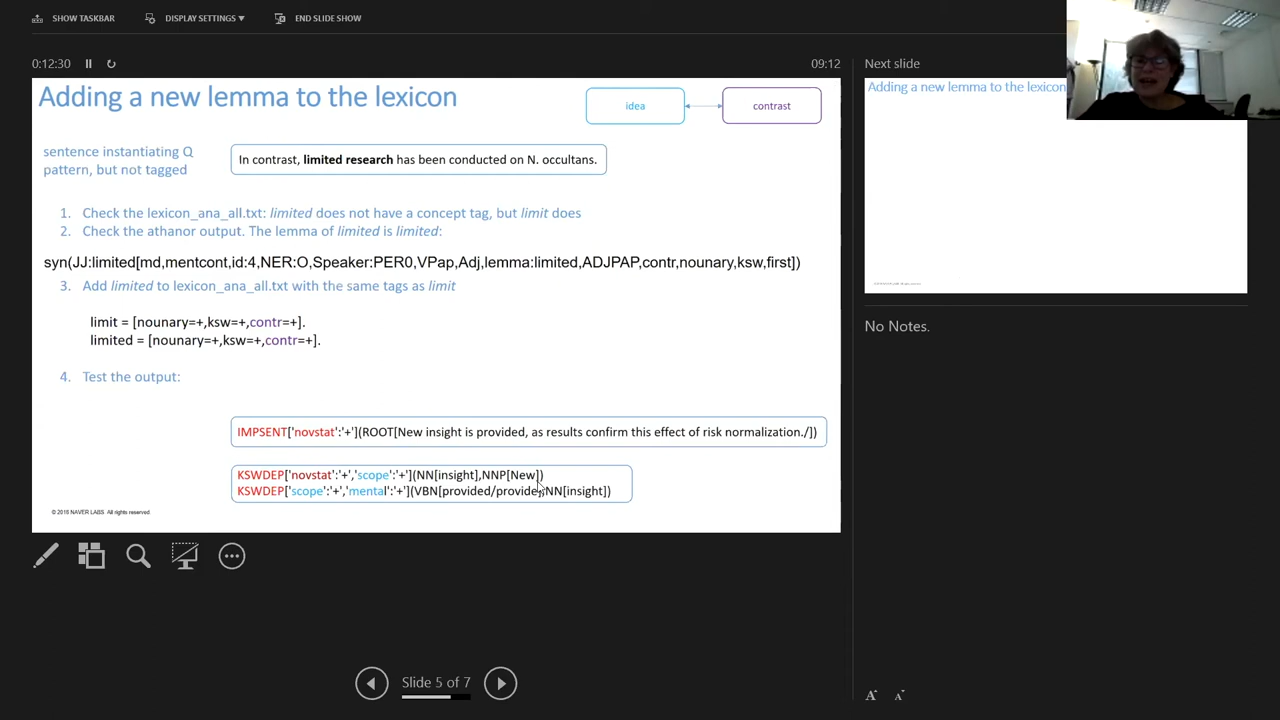 SHOW TASKBAR
DISPLAY SETTINGS ▼
END SLIDE SHOW
0:12:30
09:12
Adding a new lemma to the lexicon
idea
contrast
sentence instantiating Q
pattern, but not tagged
In contrast, limited research has been conducted on N. occultans.
1. Check the lexicon_ana_all.txt: limited does not have a concept tag, but limit does
2. Check the athanor output. The lemma of limited is limited:
syn(JJ:limited[md,mentcont,id:4,NER:O,Speaker:PER0,VPap,Adj,lemma:limited,ADJPAP,contr,nounary,ksw,first])
3. Add limited to lexicon_ana_all.txt with the same tags as limit
limit = [nounary=+,ksw=+,contr=+].
limited = [nounary=+,ksw=+,contr=+].
4. Test the output:
IMPSENT['novstat':'+'](ROOT[New insight is provided, as results confirm this effect of risk normalization./])
KSWDEP['novstat':'+','scope':'+'](NN[insight],NNP[New])
KSWDEP['scope':'+','mental':'+'](VBN[provided/provide,NN[insight])
© 2016 NAVER LABS. All rights reserved.
Next slide
Adding a new lemma to the lexicon
No Notes.
Slide 5 of 7
A A